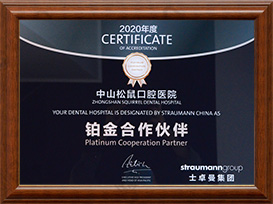 2020年度
CERTIFICATE
OF ACCREDITATION
中山松鼠口腔医院
ZHONGSHAN SQUIRREL DENTAL HOSPITAL
YOUR DENTAL HOSPITAL IS DESIGNATED BY STRAUMANN CHINA AS
铂金合作伙伴
Platinum Cooperation Partner
straumanngroup
士卓曼集团